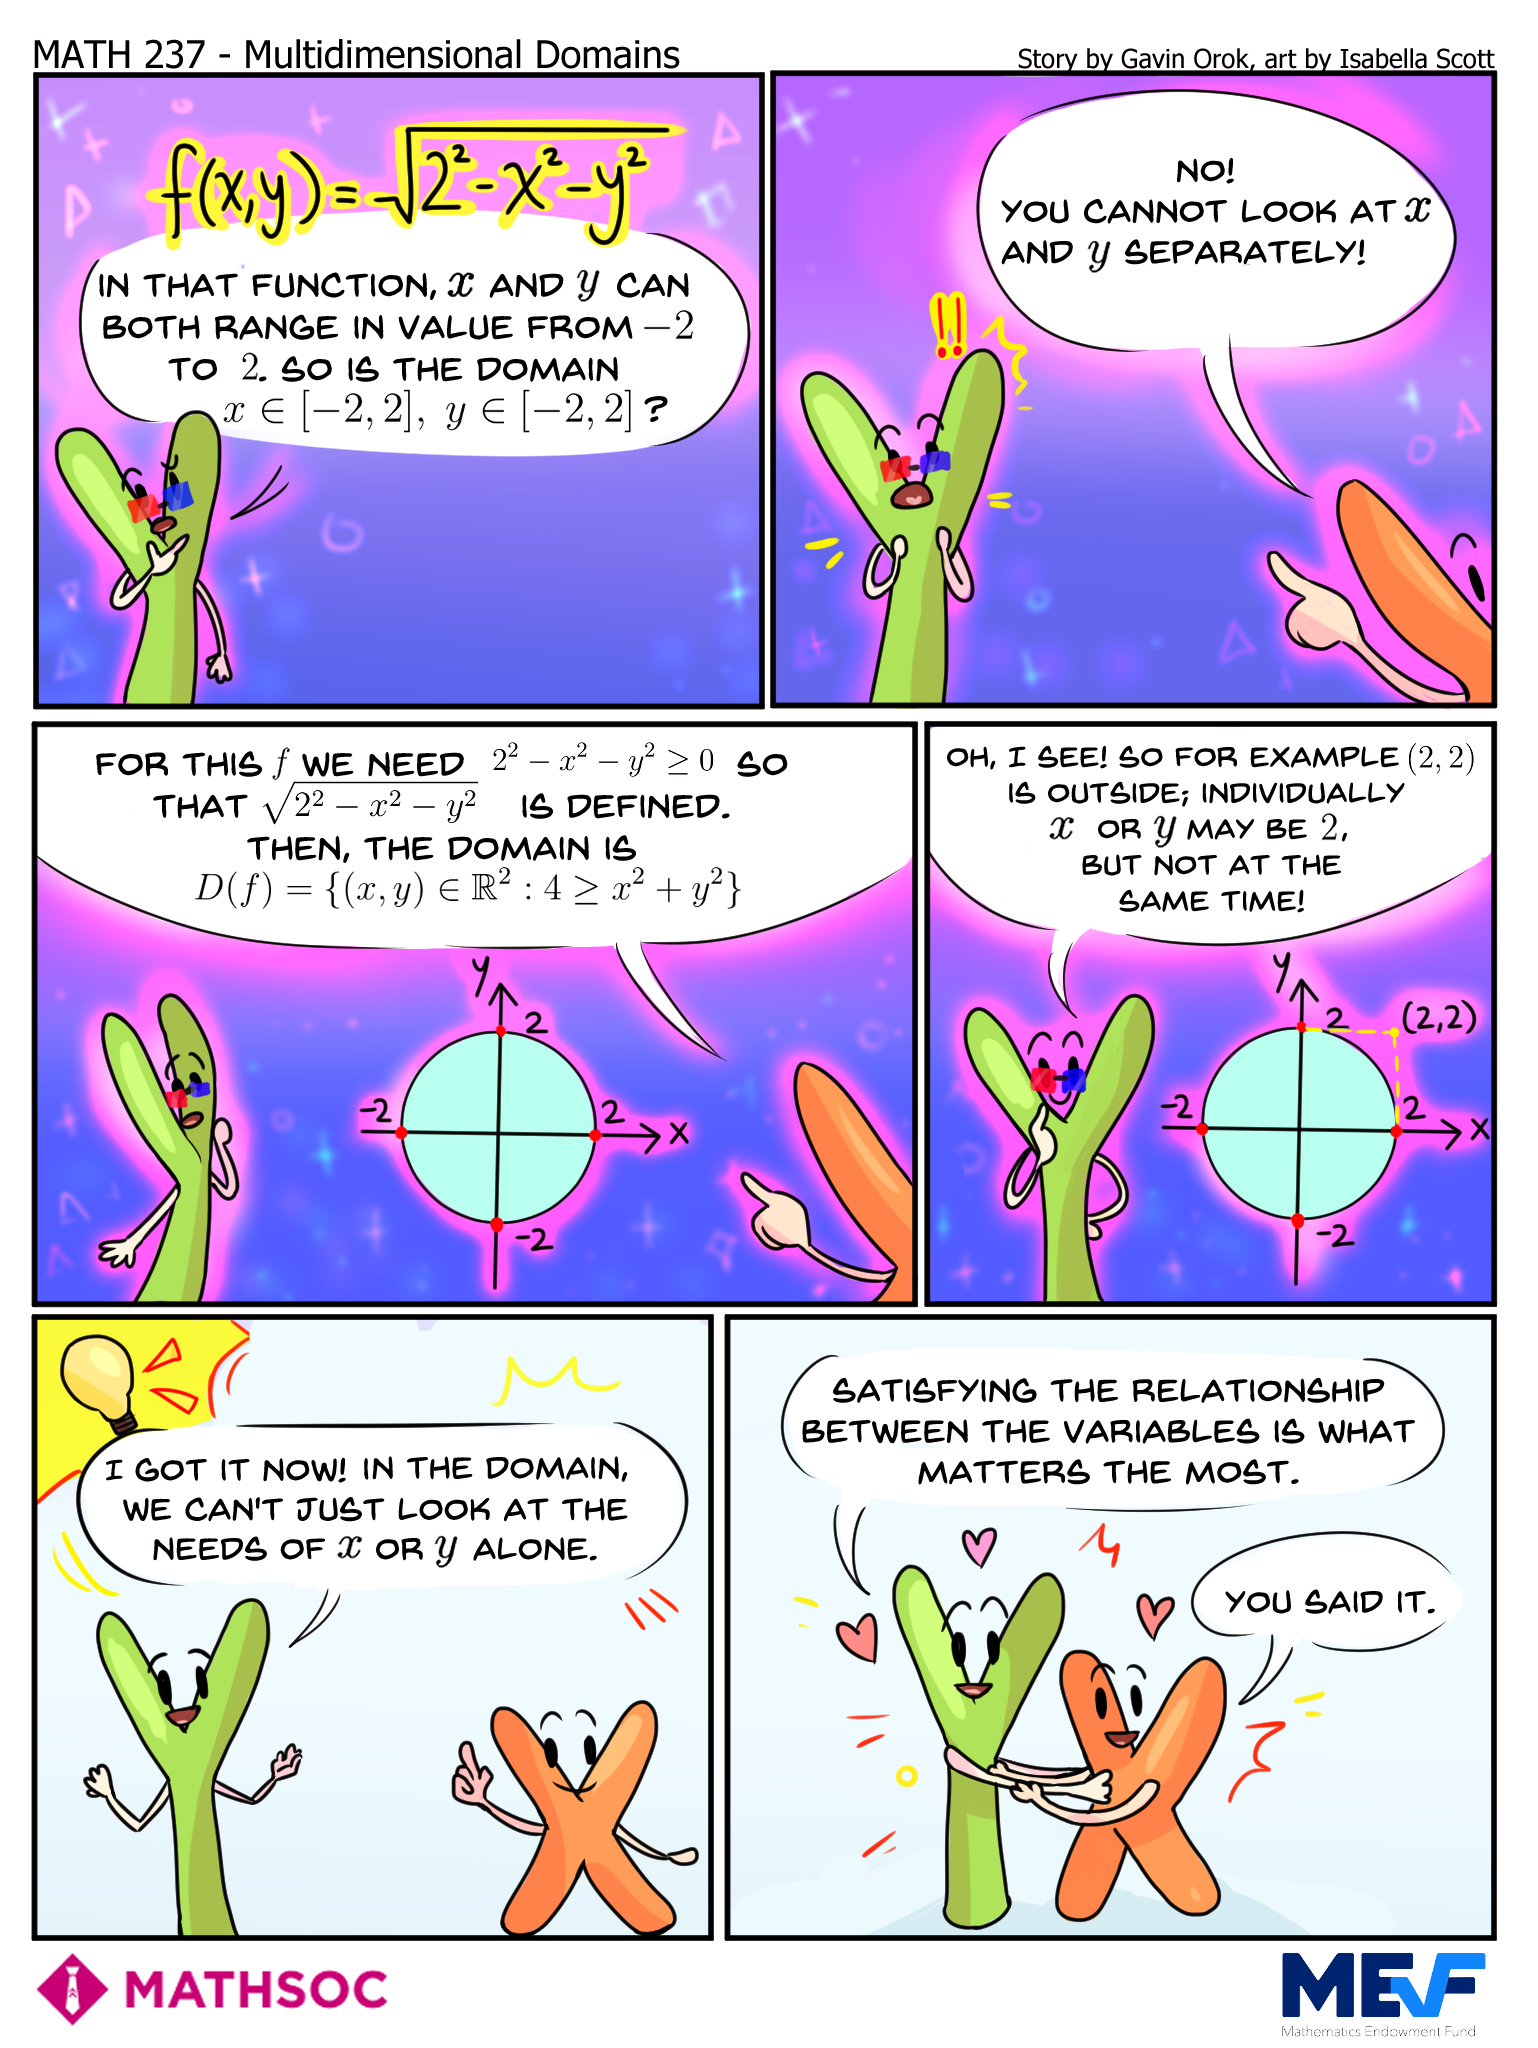 MATH 237 - Multidimensional Domains
Story by Gavin Orok, art by Isabella Scott
f(x,y) = √2² - x² - y²
IN THAT FUNCTION, x AND y CAN
BOTH RANGE IN VALUE FROM −2
TO 2. SO IS THE DOMAIN
x ∈ [−2, 2], y ∈ [−2, 2] ?
!!
NO!
YOU CANNOT LOOK AT x
AND y SEPARATELY!
FOR THIS f WE NEED 2² − x² − y² ≥ 0 SO
THAT √2² − x² − y² IS DEFINED.
THEN, THE DOMAIN IS
D(f) = {(x, y) ∈ ℝ² : 4 ≥ x² + y²}
y
2
-2
2
x
-2
OH, I SEE! SO FOR EXAMPLE (2, 2)
IS OUTSIDE; INDIVIDUALLY
x OR y MAY BE 2,
BUT NOT AT THE
SAME TIME!
y
2
(2,2)
-2
2
x
-2
I GOT IT NOW! IN THE DOMAIN,
WE CAN'T JUST LOOK AT THE
NEEDS OF x OR y ALONE.
SATISFYING THE RELATIONSHIP
BETWEEN THE VARIABLES IS WHAT
MATTERS THE MOST.
YOU SAID IT.
MATHSOC
MEF
Mathematics Endowment Fund